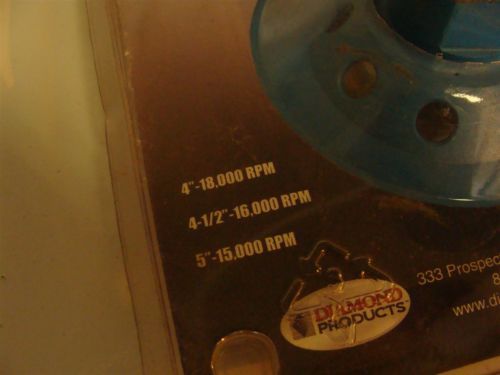 4"-18,000 RPM
4-1/2"-16,000 RPM
5"-15,000 RPM
DIAMOND
PRODUCTS
333 Prospec
8
www.d